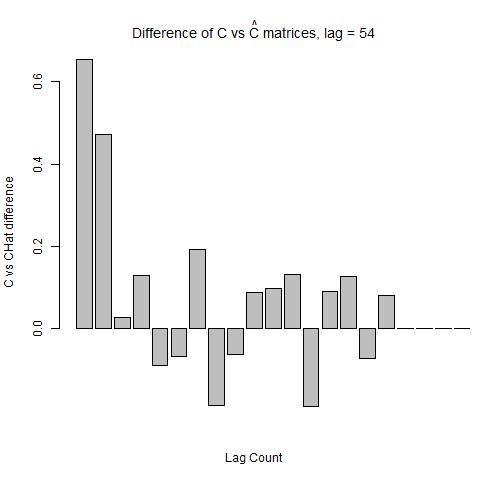 Difference of C vs Ĉ matrices, lag = 54
0.6
0.4
0.2
0.0
C vs CHat difference
Lag Count